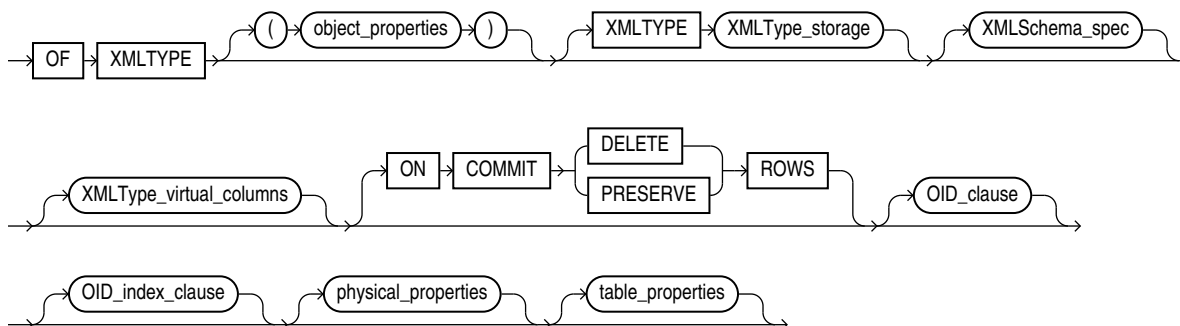 ( object_properties ) XMLTYPE XMLType_storage XMLSchema_spec
OF XMLTYPE
DELETE
XMLType_virtual_columns ON COMMIT ROWS OID_clause
PRESERVE
OID_index_clause physical_properties table_properties